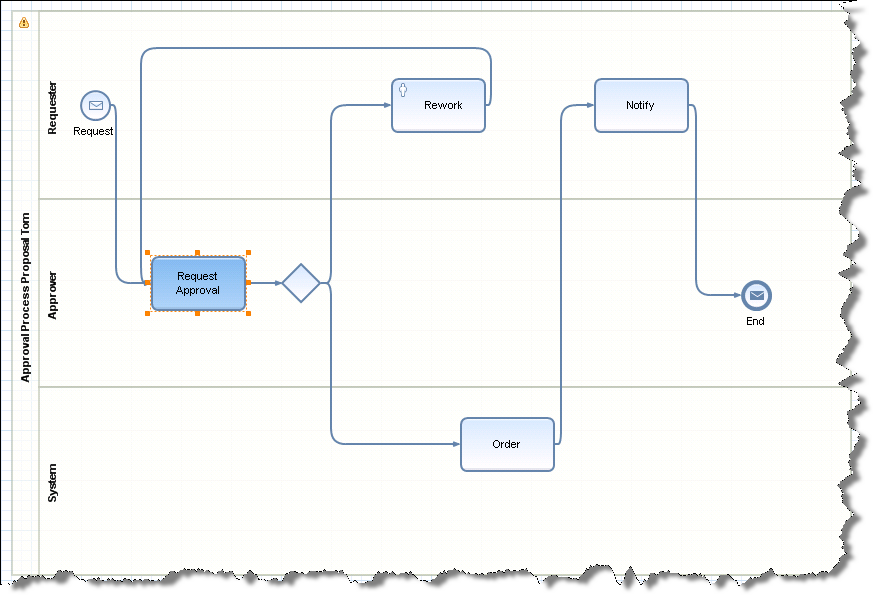 Approval Process Proposal Tom
Requester
Request
Rework
Notify
Approver
Request
Approval
End
System
Order